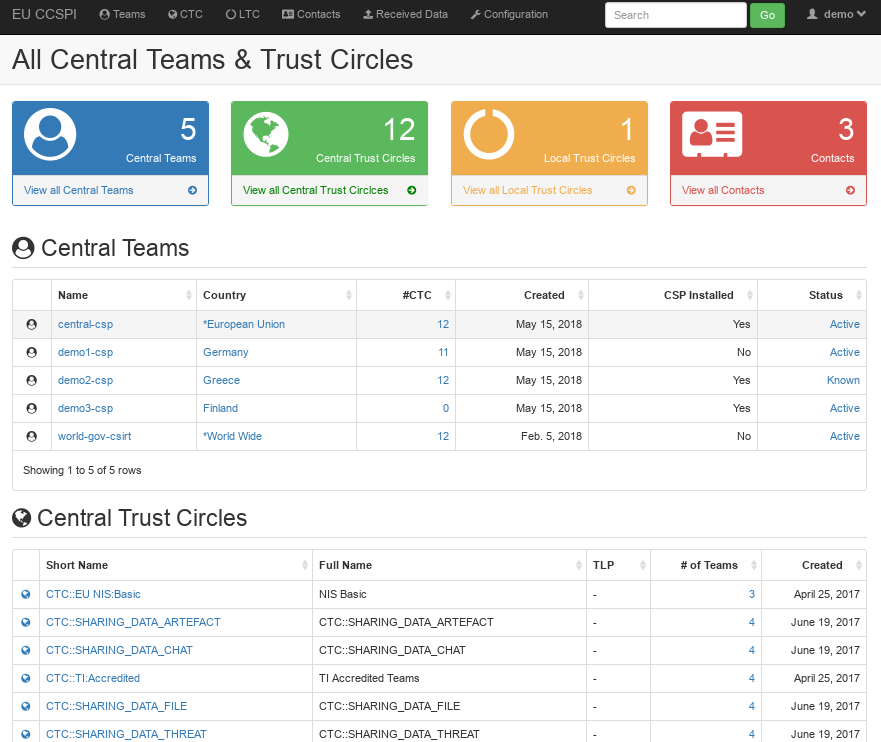 EU CCSPI Teams CTC LTC Contacts Received Data Configuration Search Go demo
All Central Teams & Trust Circles
5
Central Teams
View all Central Teams
12
Central Trust Circles
View all Central Trust Circlces
1
Local Trust Circles
View all Local Trust Circles
3
Contacts
View all Contacts
Central Teams
Name Country #CTC Created CSP Installed Status
central-csp *European Union 12 May 15, 2018 Yes Active
demo1-csp Germany 11 May 15, 2018 No Active
demo2-csp Greece 12 May 15, 2018 Yes Known
demo3-csp Finland 0 May 15, 2018 Yes Active
world-gov-csirt *World Wide 12 Feb. 5, 2018 No Active
Showing 1 to 5 of 5 rows
Central Trust Circles
Short Name Full Name TLP # of Teams Created
CTC::EU NIS:Basic NIS Basic - 3 April 25, 2017
CTC::SHARING_DATA_ARTEFACT CTC::SHARING_DATA_ARTEFACT - 4 June 19, 2017
CTC::SHARING_DATA_CHAT CTC::SHARING_DATA_CHAT - 4 June 19, 2017
CTC::TI:Accredited TI Accredited Teams - 4 April 25, 2017
CTC::SHARING_DATA_FILE CTC::SHARING_DATA_FILE - 4 June 19, 2017
CTC::SHARING_DATA_THREAT CTC::SHARING_DATA_THREAT - 4 June 19, 2017